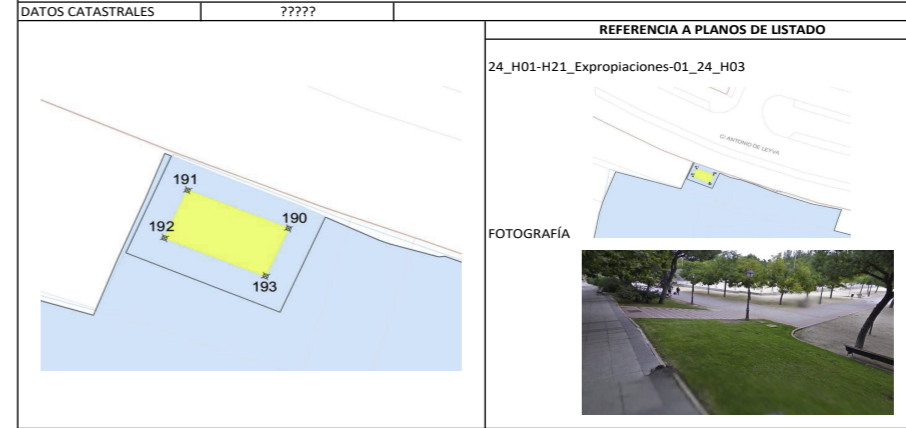 DATOS CATASTRALES
?????
REFERENCIA A PLANOS DE LISTADO
24_H01-H21_Expropiaciones-01_24_H03
C/ ANTONIO DE LEYVA
191
190
192
193
FOTOGRAFÍA